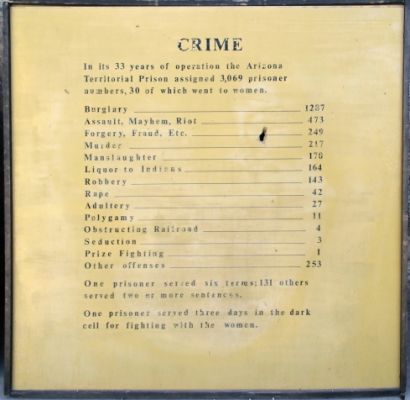 CRIME
In its 33 years of operation the Arizona
Territorial Prison assigned 3,069 prisoner
numbers, 30 of which went to women.
Burglary 1287
Assault, Mayhem, Riot 473
Forgery, Fraud, Etc. 249
Murder 217
Manslaughter 170
Liquor to Indians 164
Robbery 143
Rape 42
Adultery 27
Polygamy 11
Obstructing Railroad 4
Seduction 3
Prize Fighting 1
Other offenses 253
One prisoner served six terms; 131 others
served two or more sentences.
One prisoner served three days in the dark
cell for fighting with the women.